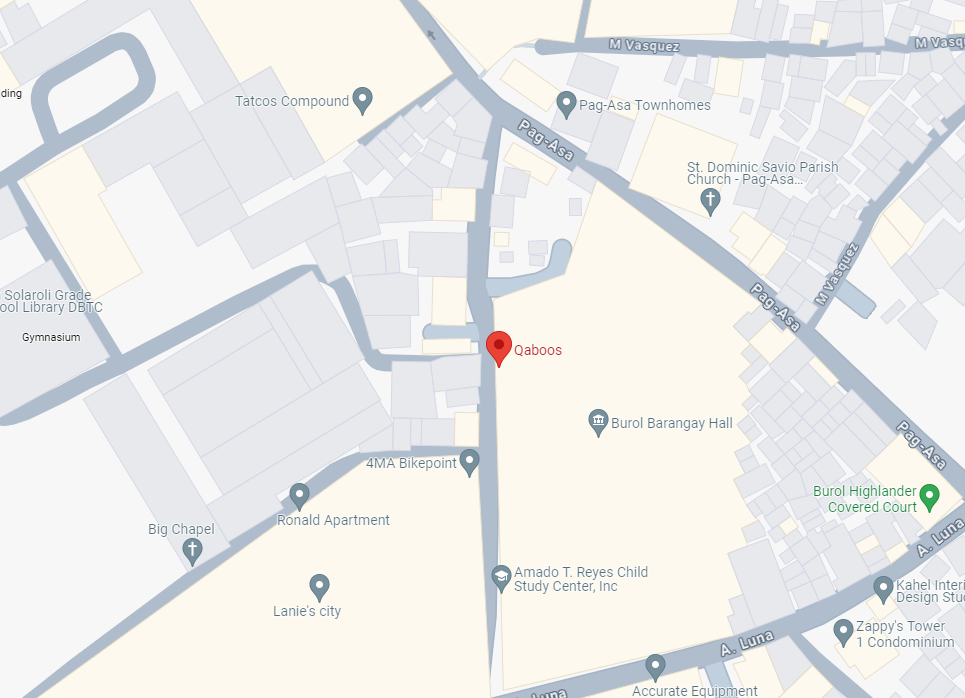 M Vasquez
M Vasq
ding
Tatcos Compound
Pag-Asa Townhomes
Pag-Asa
St. Dominic Savio Parish
Church - Pag-Asa...
M Vasquez
Solaroli Grade
ool Library DBTC
Pag-Asa
Gymnasium
Qaboos
Burol Barangay Hall
Pag-Asa
4MA Bikepoint
Burol Highlander
Covered Court
Ronald Apartment
Big Chapel
A. Luna
Amado T. Reyes Child
Study Center, Inc
Kahel Interi
Design Stu
Lanie's city
Zappy's Tower
1 Condominium
A. Luna
Luna
Accurate Equipment